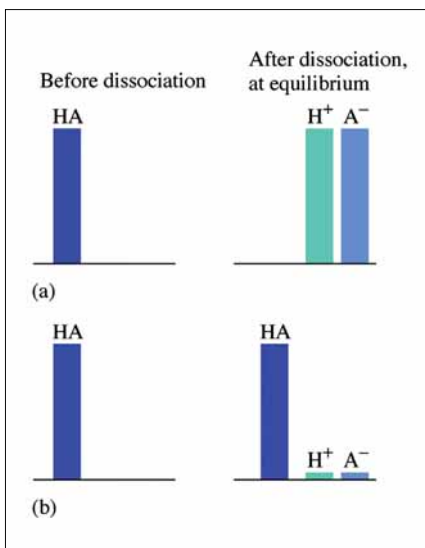 Before dissociation
After dissociation,
at equilibrium
HA
H⁺ A⁻
(a)
HA
HA
H⁺ A⁻
(b)